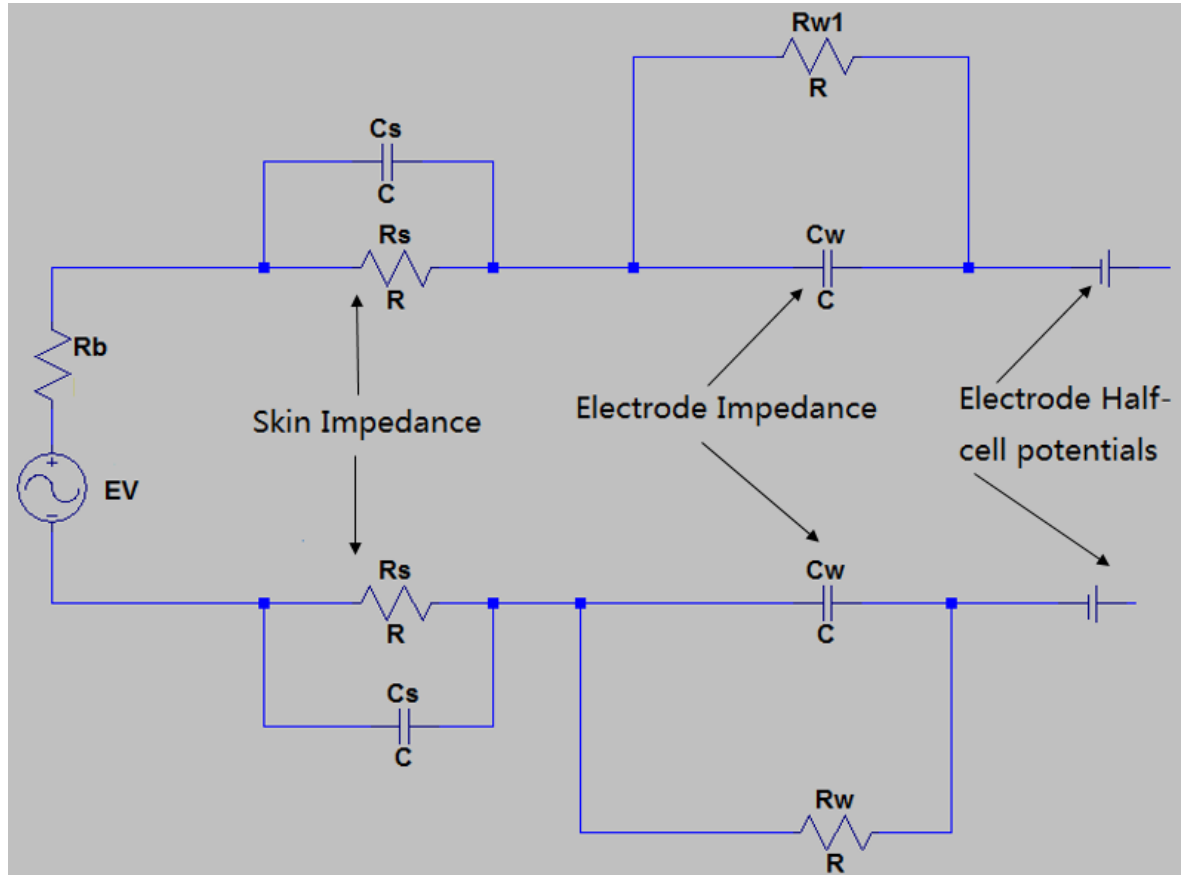 Rw1
R
Cs
C
Rs
R
Cw
C
Rb
Skin Impedance
Electrode Impedance
Electrode Half-
cell potentials
EV
Rs
R
Cw
C
Cs
C
Rw
R